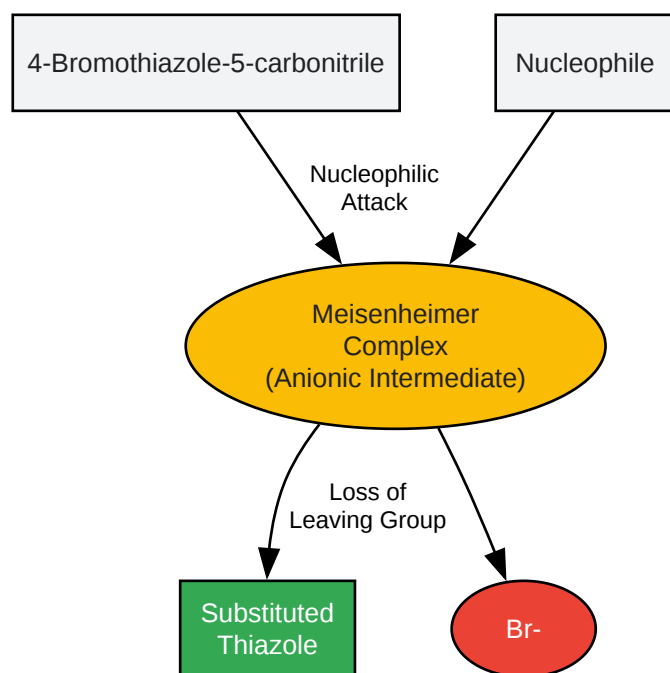 4-Bromothiazole-5-carbonitrile
Nucleophile
Nucleophilic
Attack
Meisenheimer
Complex
(Anionic Intermediate)
Loss of
Leaving Group
Substituted
Thiazole
Br-